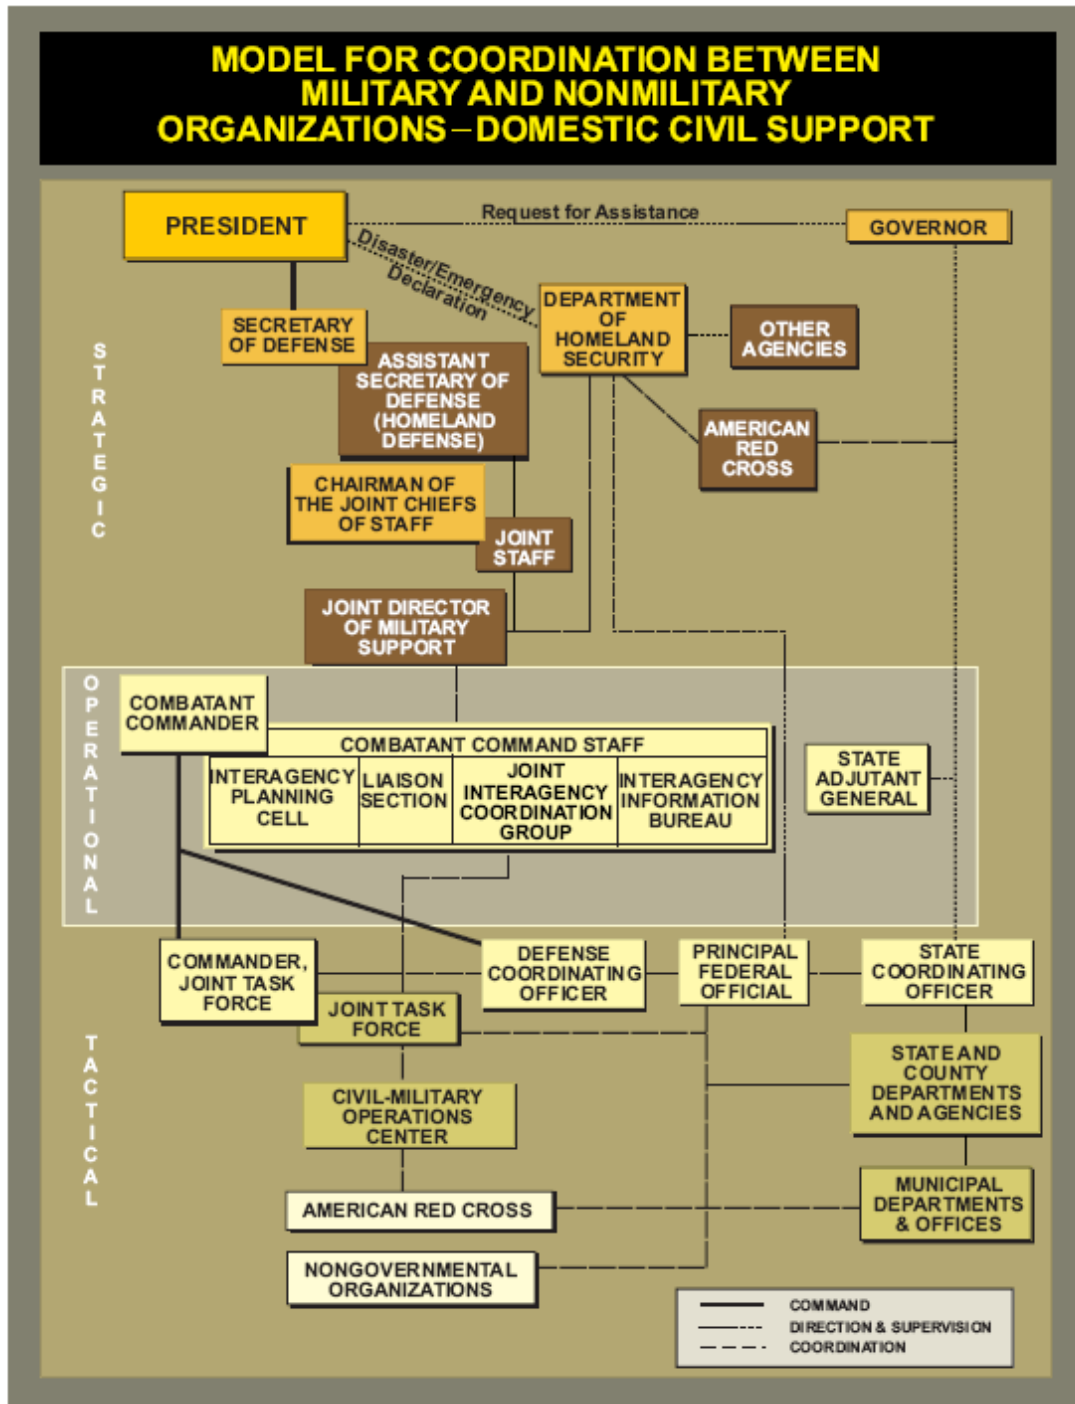 MODEL FOR COORDINATION BETWEEN
MILITARY AND NONMILITARY
ORGANIZATIONS – DOMESTIC CIVIL SUPPORT
PRESIDENT
Request for Assistance
GOVERNOR
Disaster/Emergency
Declaration
SECRETARY
OF DEFENSE
DEPARTMENT
OF
HOMELAND
SECURITY
OTHER
AGENCIES
STRATEGIC
ASSISTANT
SECRETARY OF
DEFENSE
(HOMELAND
DEFENSE)
AMERICAN
RED
CROSS
CHAIRMAN OF
THE JOINT CHIEFS
OF STAFF
JOINT
STAFF
JOINT DIRECTOR
OF MILITARY
SUPPORT
OPERATIONAL
COMBATANT
COMMANDER
COMBATANT COMMAND STAFF
INTERAGENCY
PLANNING
CELL
LIAISON
SECTION
JOINT
INTERAGENCY
COORDINATION
GROUP
INTERAGENCY
INFORMATION
BUREAU
STATE
ADJUTANT
GENERAL
TACTICAL
COMMANDER,
JOINT TASK
FORCE
DEFENSE
COORDINATING
OFFICER
PRINCIPAL
FEDERAL
OFFICIAL
STATE
COORDINATING
OFFICER
JOINT TASK
FORCE
STATE AND
COUNTY
DEPARTMENTS
AND AGENCIES
CIVIL-MILITARY
OPERATIONS
CENTER
MUNICIPAL
DEPARTMENTS
& OFFICES
AMERICAN RED CROSS
NONGOVERNMENTAL
ORGANIZATIONS
COMMAND
DIRECTION & SUPERVISION
COORDINATION